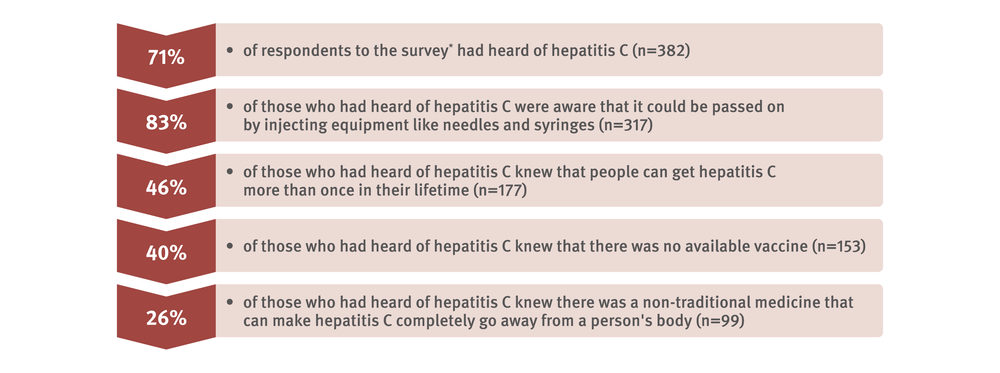 71%
• of respondents to the survey* had heard of hepatitis C (n=382)
83%
• of those who had heard of hepatitis C were aware that it could be passed on
by injecting equipment like needles and syringes (n=317)
46%
• of those who had heard of hepatitis C knew that people can get hepatitis C
more than once in their lifetime (n=177)
40%
• of those who had heard of hepatitis C knew that there was no available vaccine (n=153)
26%
• of those who had heard of hepatitis C knew there was a non-traditional medicine that
can make hepatitis C completely go away from a person's body (n=99)